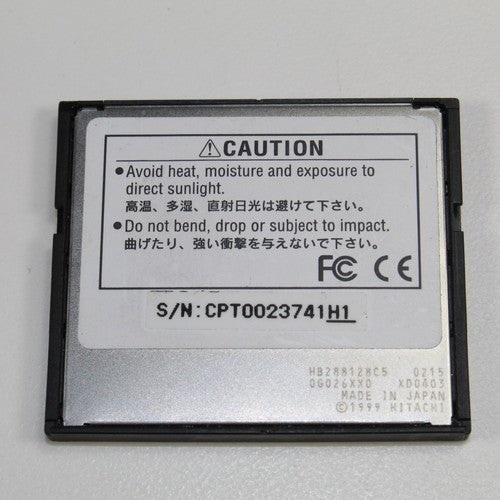 ⚠CAUTION
●Avoid heat, moisture and exposure to
direct sunlight.
高温、多湿、直射日光は避けて下さい。
●Do not bend, drop or subject to impact.
曲げたり、強い衝撃を与えないで下さい。
FC CE
S/N: CPT0023741H1
HB288128C5 0215
0G026XX0 XD0403
MADE IN JAPAN
©1999 HITACHI